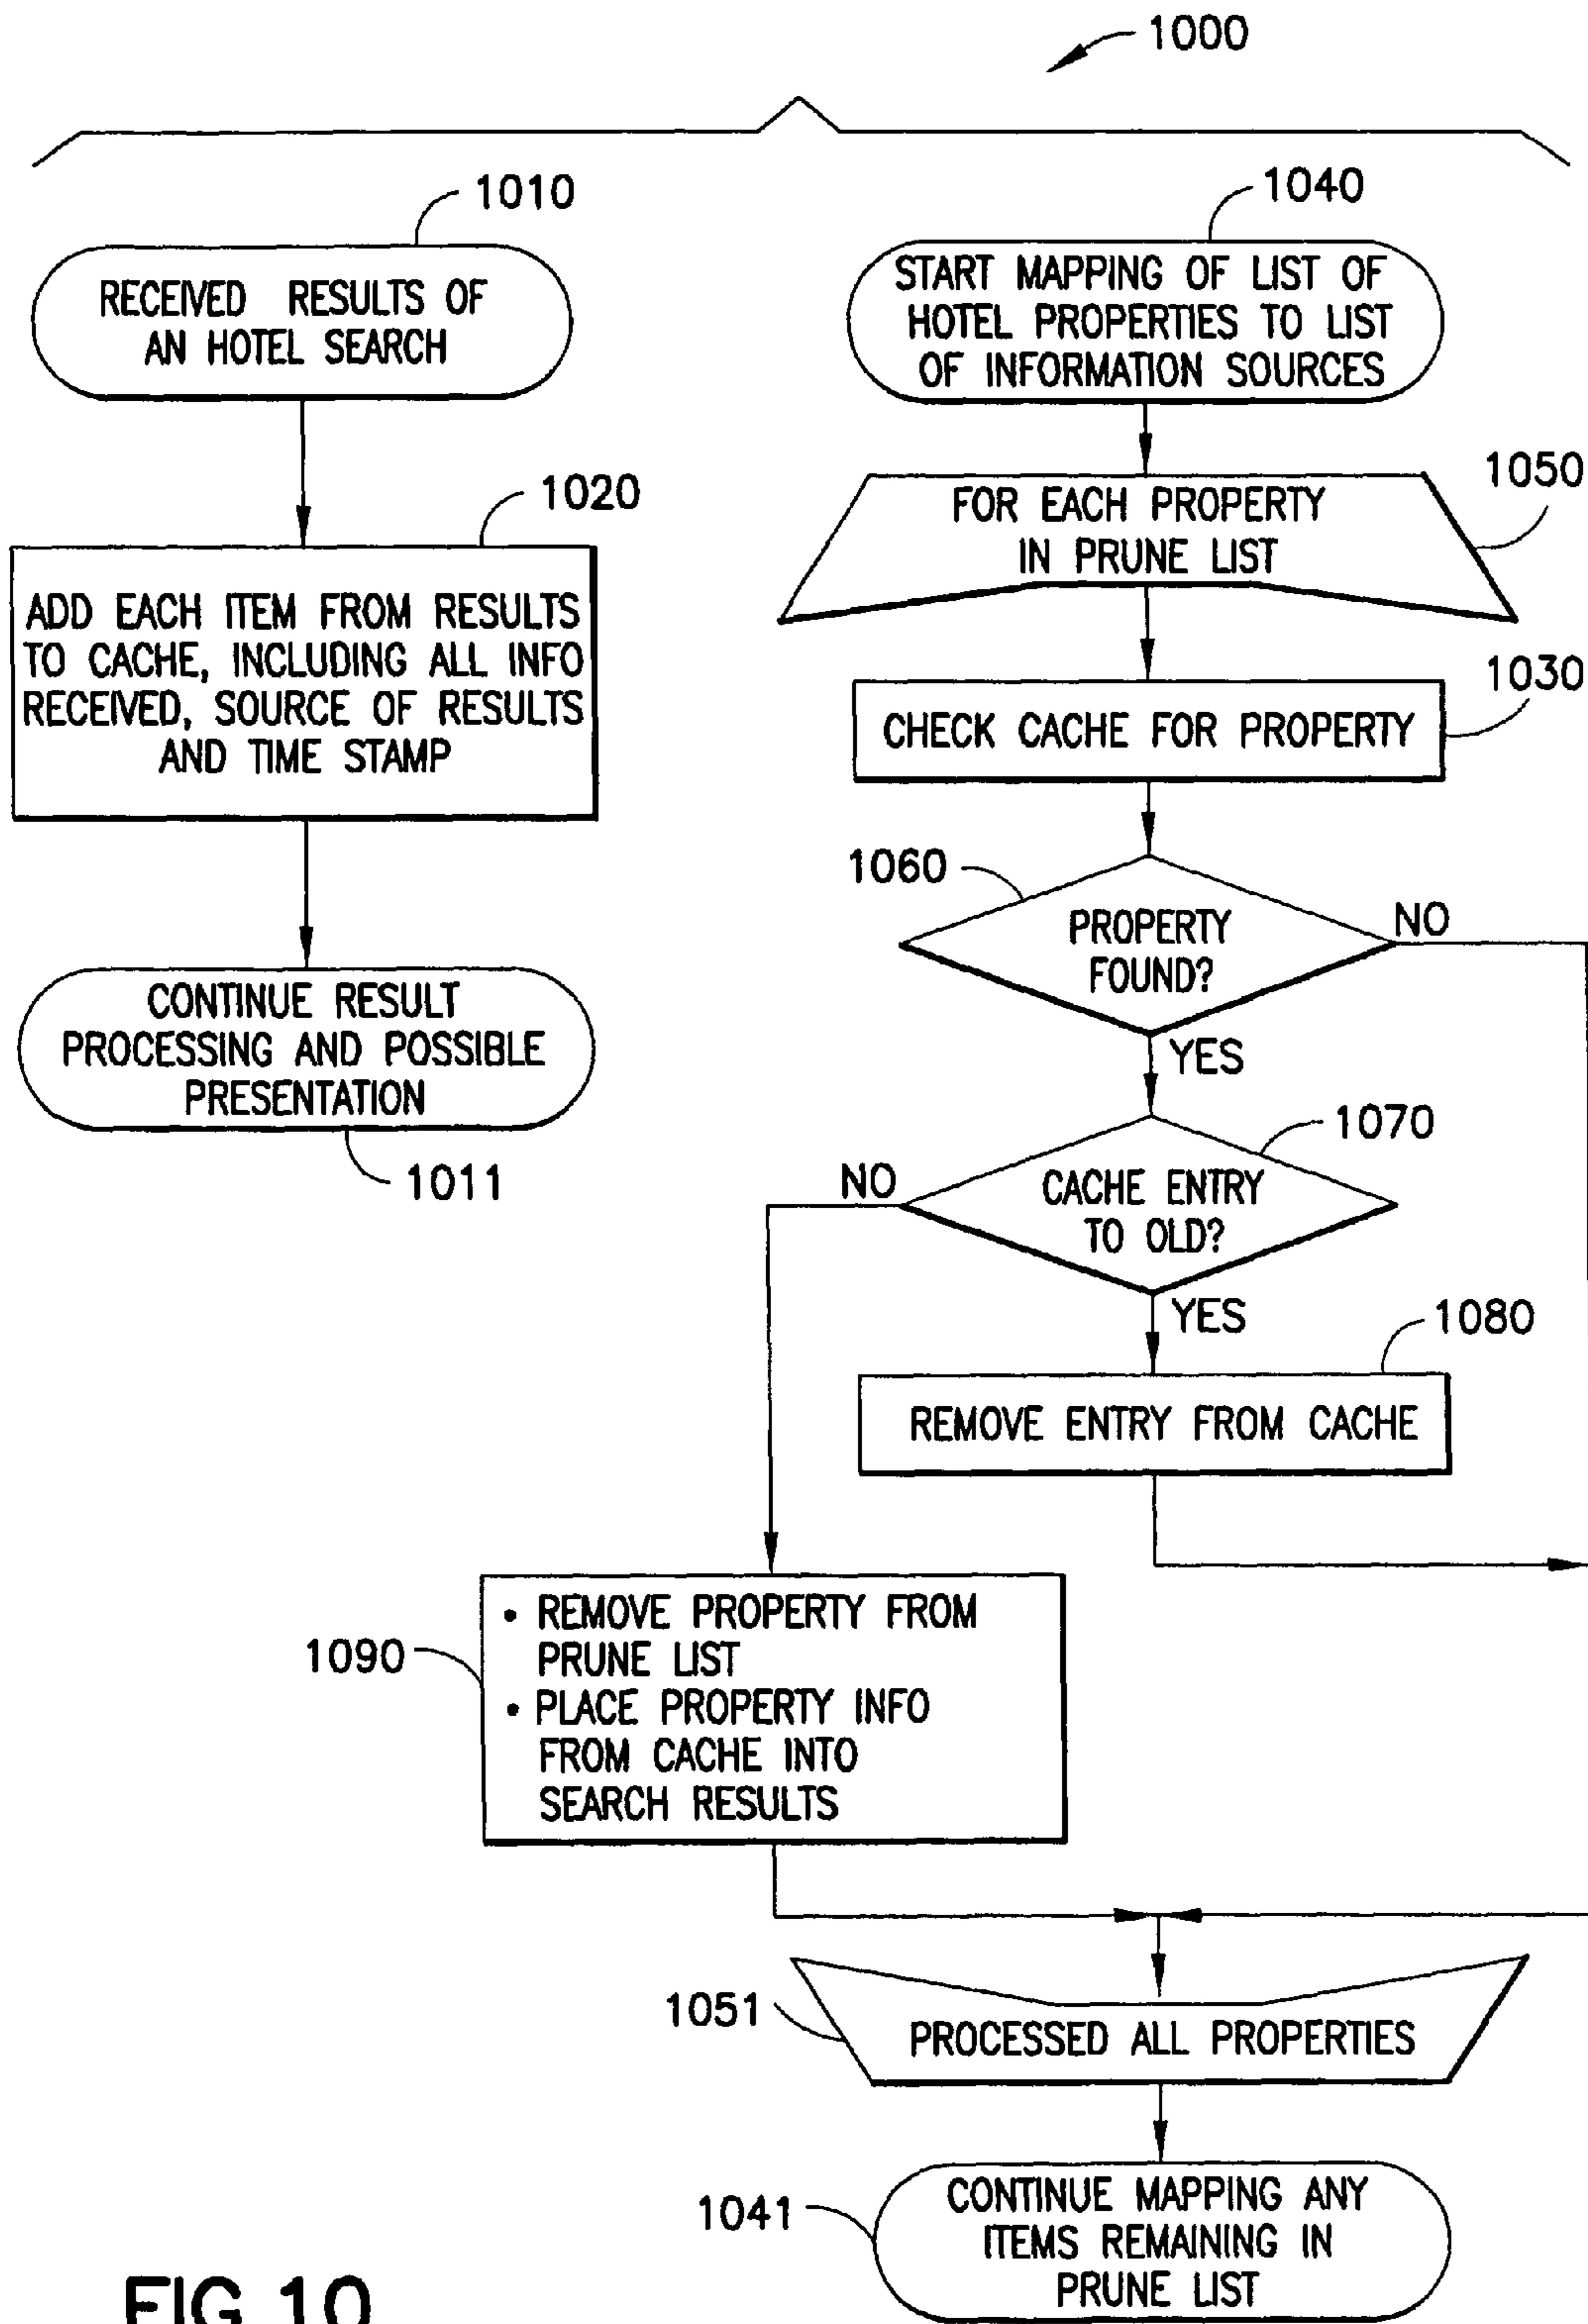 1000
1010
RECEIVED RESULTS OF
AN HOTEL SEARCH
1020
ADD EACH ITEM FROM RESULTS
TO CACHE, INCLUDING ALL INFO
RECEIVED, SOURCE OF RESULTS
AND TIME STAMP
CONTINUE RESULT
PROCESSING AND POSSIBLE
PRESENTATION
1011
1040
START MAPPING OF LIST OF
HOTEL PROPERTIES TO LIST
OF INFORMATION SOURCES
1050
FOR EACH PROPERTY
IN PRUNE LIST
1030
CHECK CACHE FOR PROPERTY
1060
PROPERTY
FOUND?
NO
YES
1070
CACHE ENTRY
TO OLD?
NO
YES
1080
REMOVE ENTRY FROM CACHE
1090
• REMOVE PROPERTY FROM
PRUNE LIST
• PLACE PROPERTY INFO
FROM CACHE INTO
SEARCH RESULTS
1051
PROCESSED ALL PROPERTIES
1041
CONTINUE MAPPING ANY
ITEMS REMAINING IN
PRUNE LIST
FIG.10